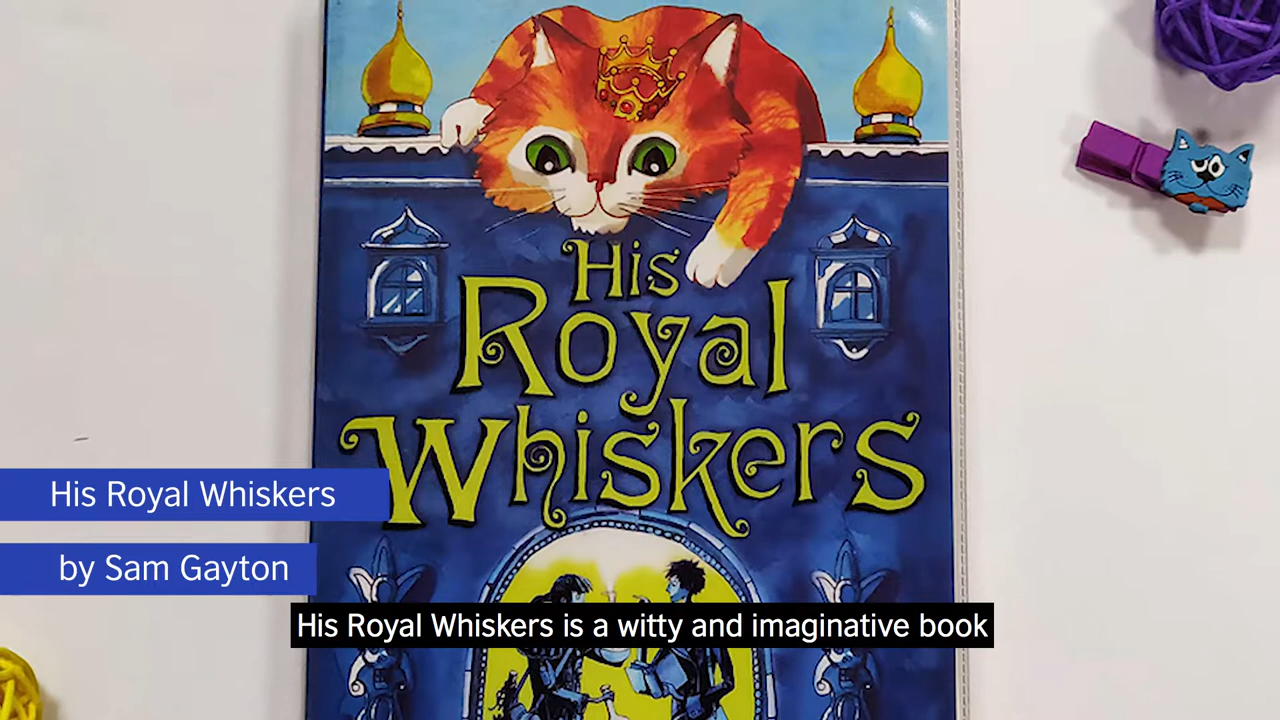 His
Royal
Whiskers
His Royal Whiskers
by Sam Gayton
His Royal Whiskers is a witty and imaginative book